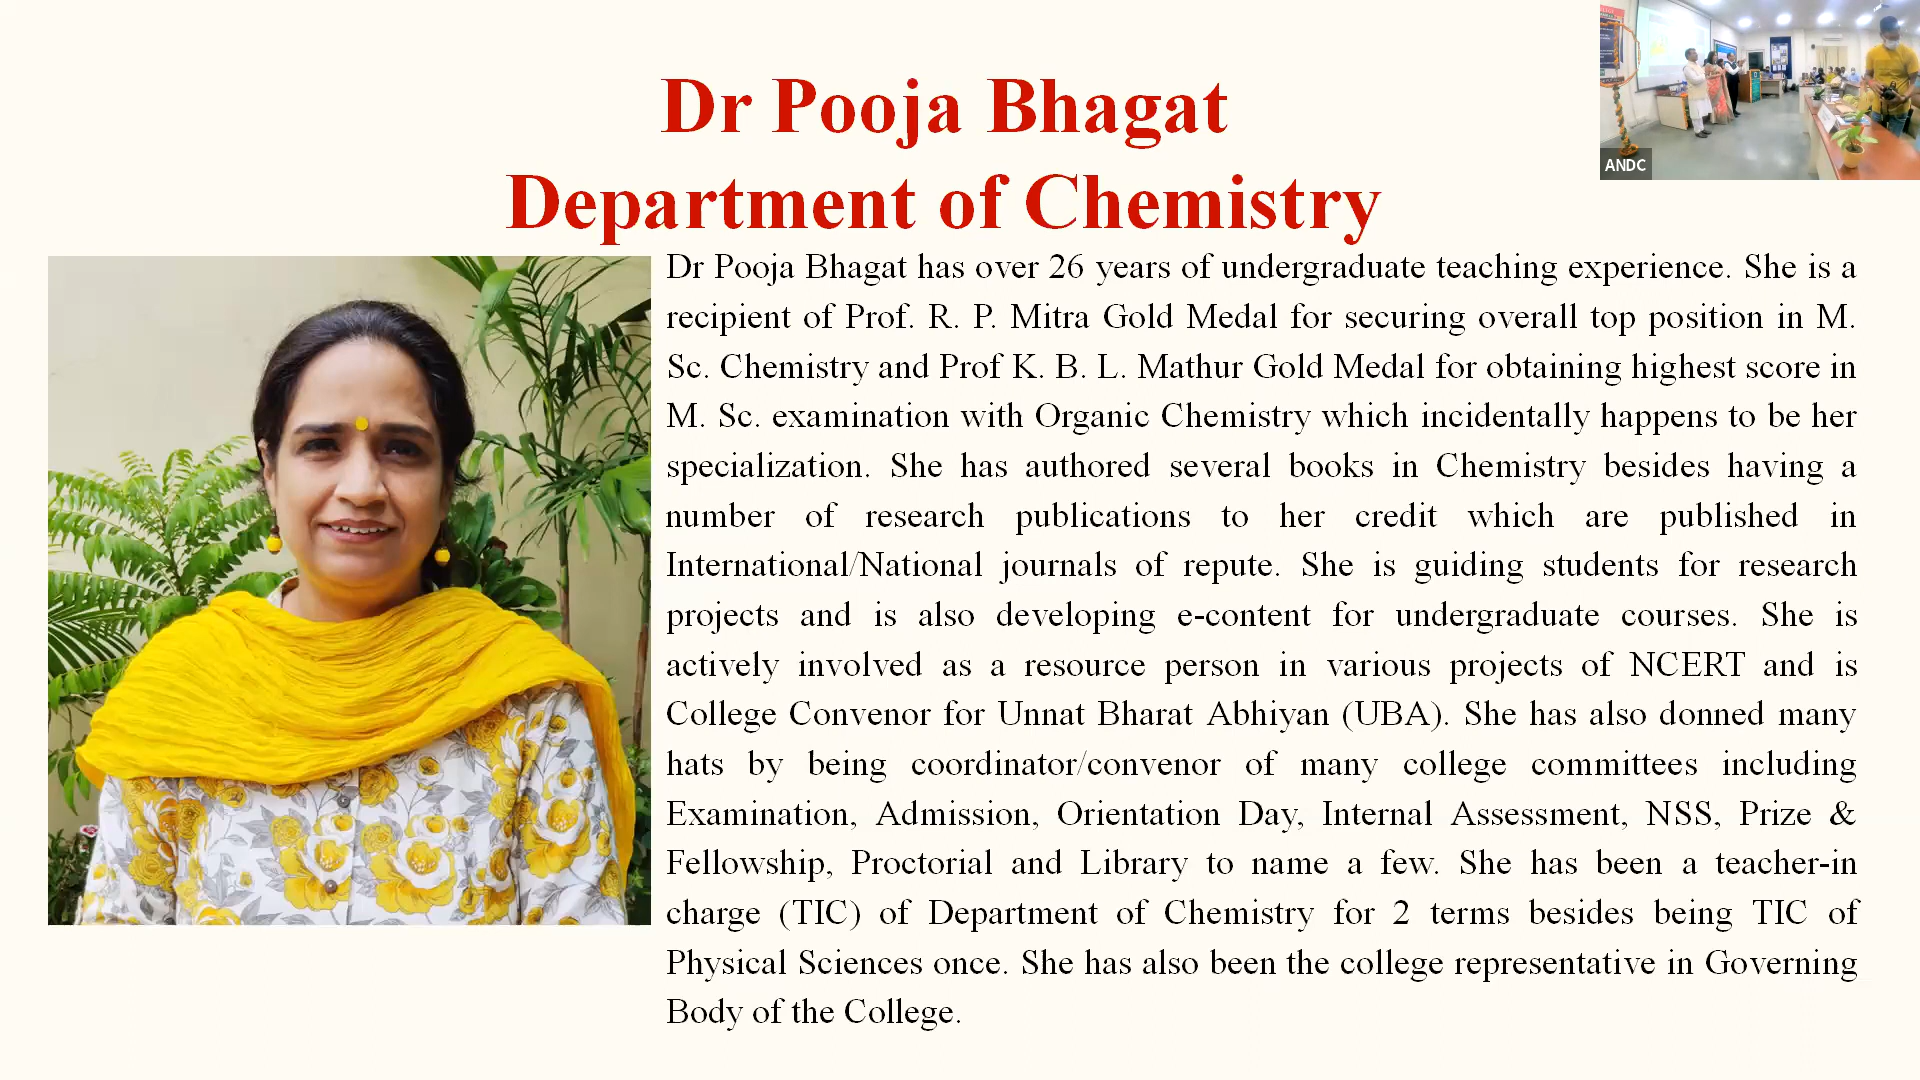 Dr Pooja Bhagat
Department of Chemistry
ANDC
Dr Pooja Bhagat has over 26 years of undergraduate teaching experience. She is a
recipient of Prof. R. P. Mitra Gold Medal for securing overall top position in M.
Sc. Chemistry and Prof K. B. L. Mathur Gold Medal for obtaining highest score in
M. Sc. examination with Organic Chemistry which incidentally happens to be her
specialization. She has authored several books in Chemistry besides having a
number of research publications to her credit which are published in
International/National journals of repute. She is guiding students for research
projects and is also developing e-content for undergraduate courses. She is
actively involved as a resource person in various projects of NCERT and is
College Convenor for Unnat Bharat Abhiyan (UBA). She has also donned many
hats by being coordinator/convenor of many college committees including
Examination, Admission, Orientation Day, Internal Assessment, NSS, Prize &
Fellowship, Proctorial and Library to name a few. She has been a teacher-in
charge (TIC) of Department of Chemistry for 2 terms besides being TIC of
Physical Sciences once. She has also been the college representative in Governing
Body of the College.